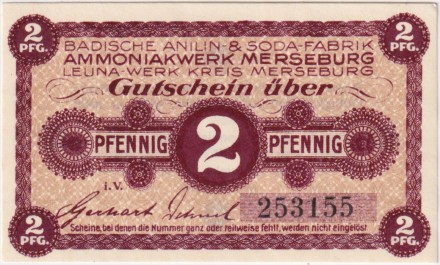 2 PFG.
2 PFG.
BADISCHE ANILIN- & SODA-FABRIK
AMMONIAKWERK MERSEBURG
LEUNA-WERK KREIS MERSEBURG
Gutschein über
PFENNIG 2 PFENNIG
i.V.
253155
Scheine, bei denen die Nummer ganz oder teilweise fehlt, werden nicht eingelöst
2 PFG.
2 PFG.